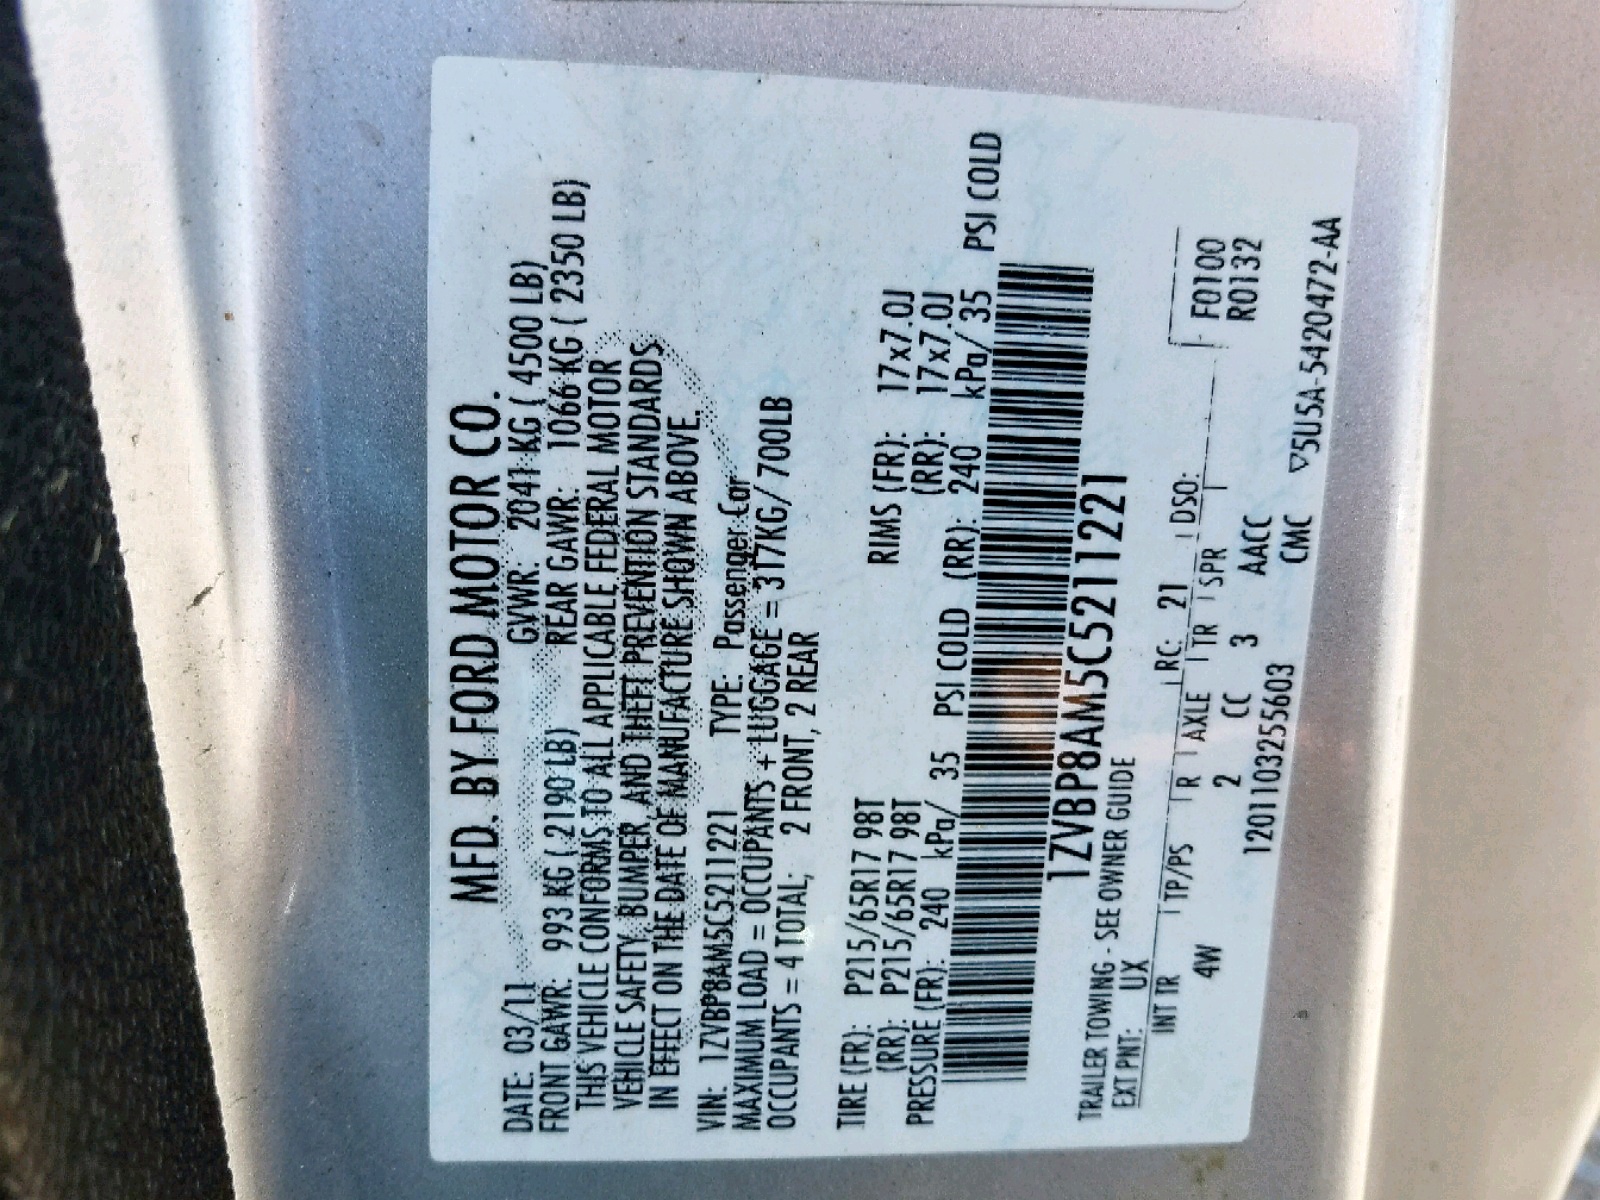 MFD. BY FORD MOTOR CO.
DATE: 03/11 GVWR: 2041 KG ( 4500 LB)
FRONT GAWR: 993 KG ( 2190 LB) REAR GAWR: 1066 KG ( 2350 LB)
THIS VEHICLE CONFORMS TO ALL APPLICABLE FEDERAL MOTOR
VEHICLE SAFETY, BUMPER, AND THEFT PREVENTION STANDARDS
IN EFFECT ON THE DATE OF MANUFACTURE SHOWN ABOVE.
VIN: 1ZVBP8AM5C5211221 TYPE: Passenger Car
MAXIMUM LOAD = OCCUPANTS + LUGGAGE = 317KG/ 700LB
OCCUPANTS = 4 TOTAL; 2 FRONT, 2 REAR
TIRE (FR): P215/65R17 98T RIMS (FR): 17x7.0J
(RR): P215/65R17 98T (RR): 17x7.0J
PRESSURE (FR): 240 kPa/ 35 PSI COLD (RR): 240 kPa/ 35 PSI COLD
1ZVBP8AM5C5211221
TRAILER TOWING - SEE OWNER GUIDE
EXT PNT: UX RC: 21 DSO:
INT TR TP/PS R AXLE TR SPR F0100
4W 2 CC 3 AACC R0132
1201103255603 CMC ▽5U5A-5420472-AA